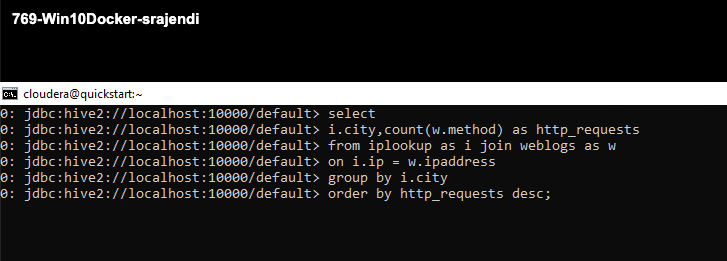 769-Win10Docker-srajendi
cloudera@quickstart:~
0: jdbc:hive2://localhost:10000/default> select
0: jdbc:hive2://localhost:10000/default> i.city,count(w.method) as http_requests
0: jdbc:hive2://localhost:10000/default> from iplookup as i join weblogs as w
0: jdbc:hive2://localhost:10000/default> on i.ip = w.ipaddress
0: jdbc:hive2://localhost:10000/default> group by i.city
0: jdbc:hive2://localhost:10000/default> order by http_requests desc;